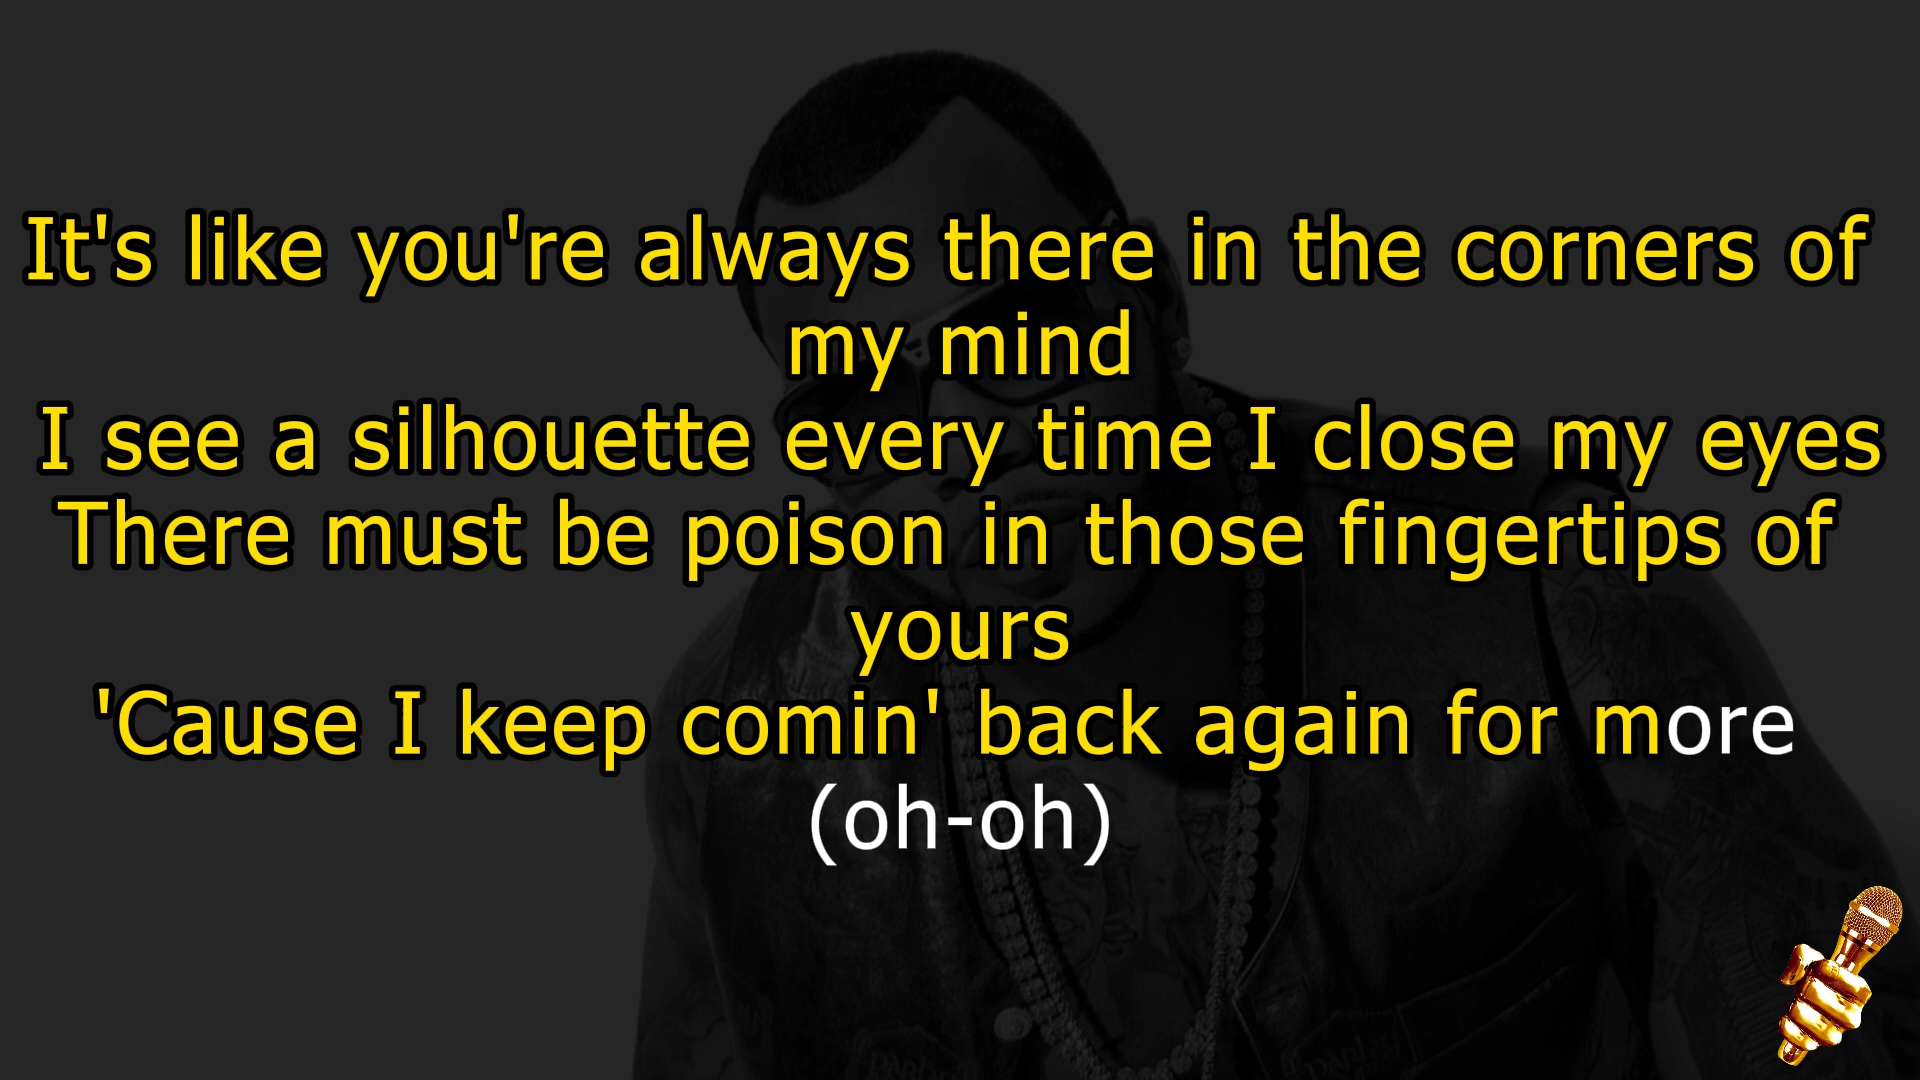 It's like you're always there in the corners of
my mind
I see a silhouette every time I close my eyes
There must be poison in those fingertips of
yours
'Cause I keep comin' back again for more
(oh-oh)